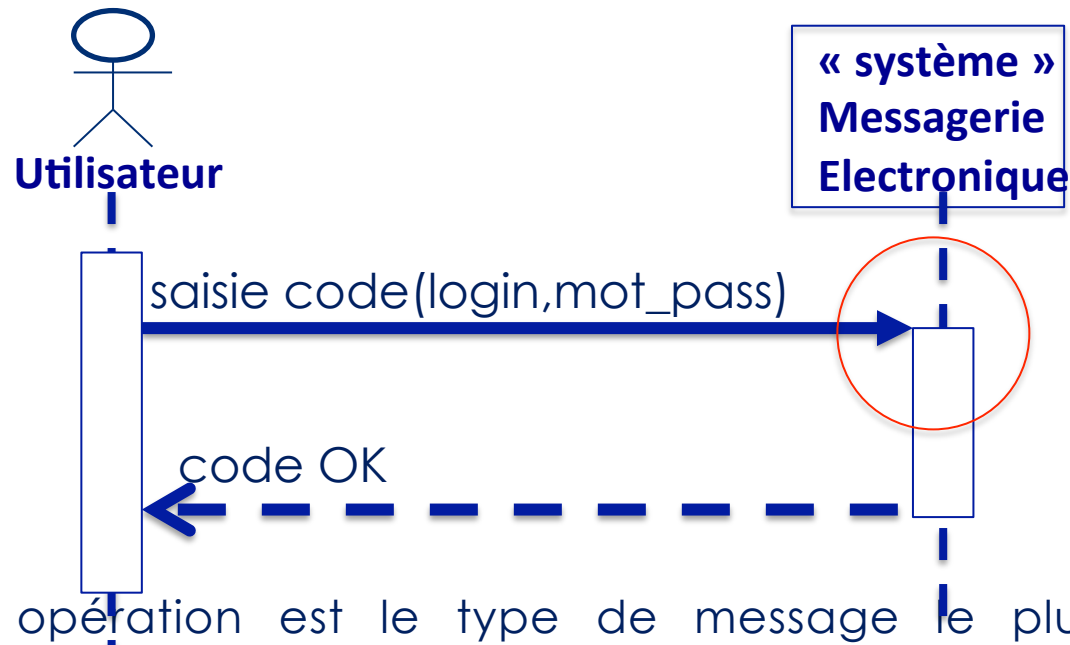 « système »
Messagerie
Electronique
Utilisateur
saisie code(login,mot_pass)
code OK
opération est le type de message le plu